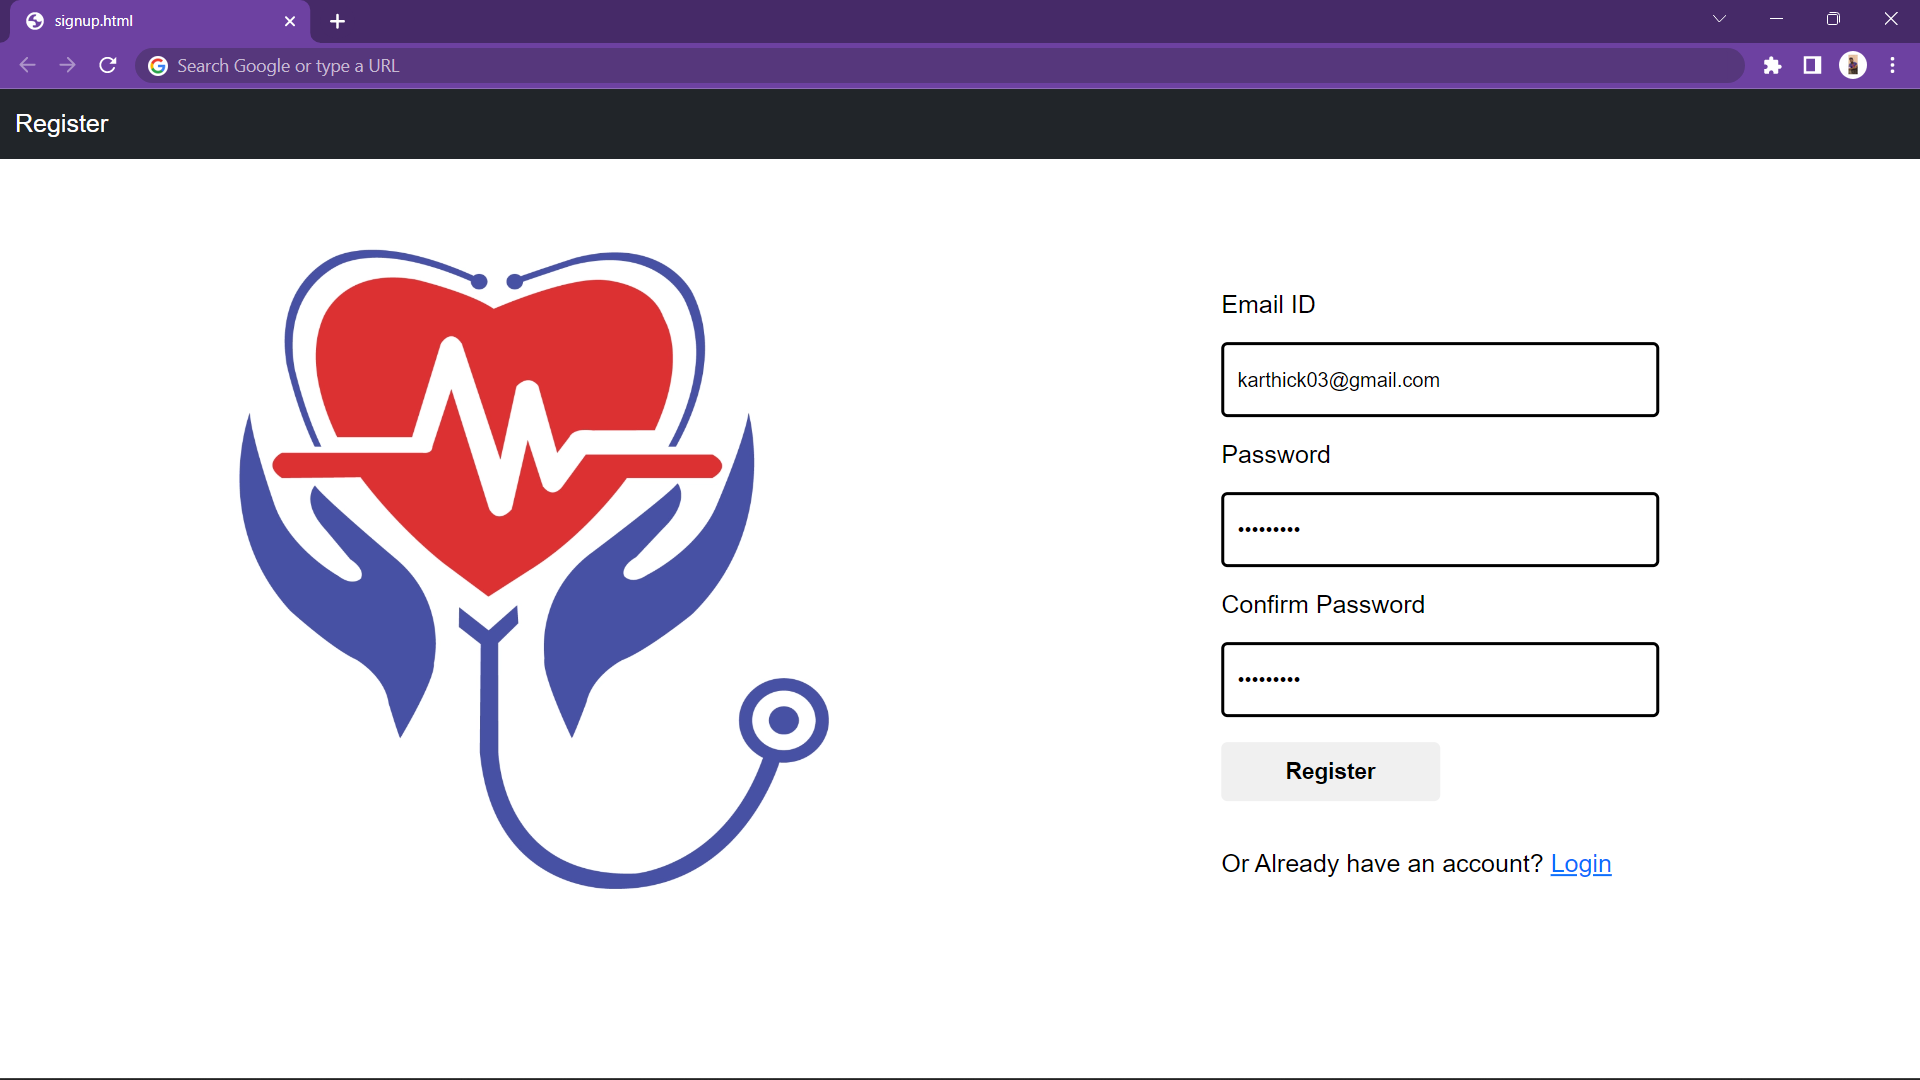 signup.html
Search Google or type a URL
Register
Email ID
karthick03@gmail.com
Password
•••••••••
Confirm Password
•••••••••
Register
Or Already have an account? Login